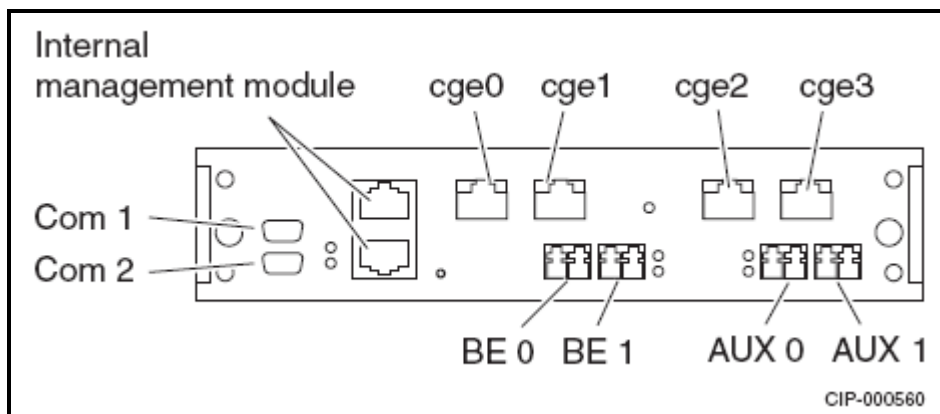 Internal
management module
cge0 cge1 cge2 cge3
Com 1
Com 2
BE 0 BE 1 AUX 0 AUX 1
CIP-000560